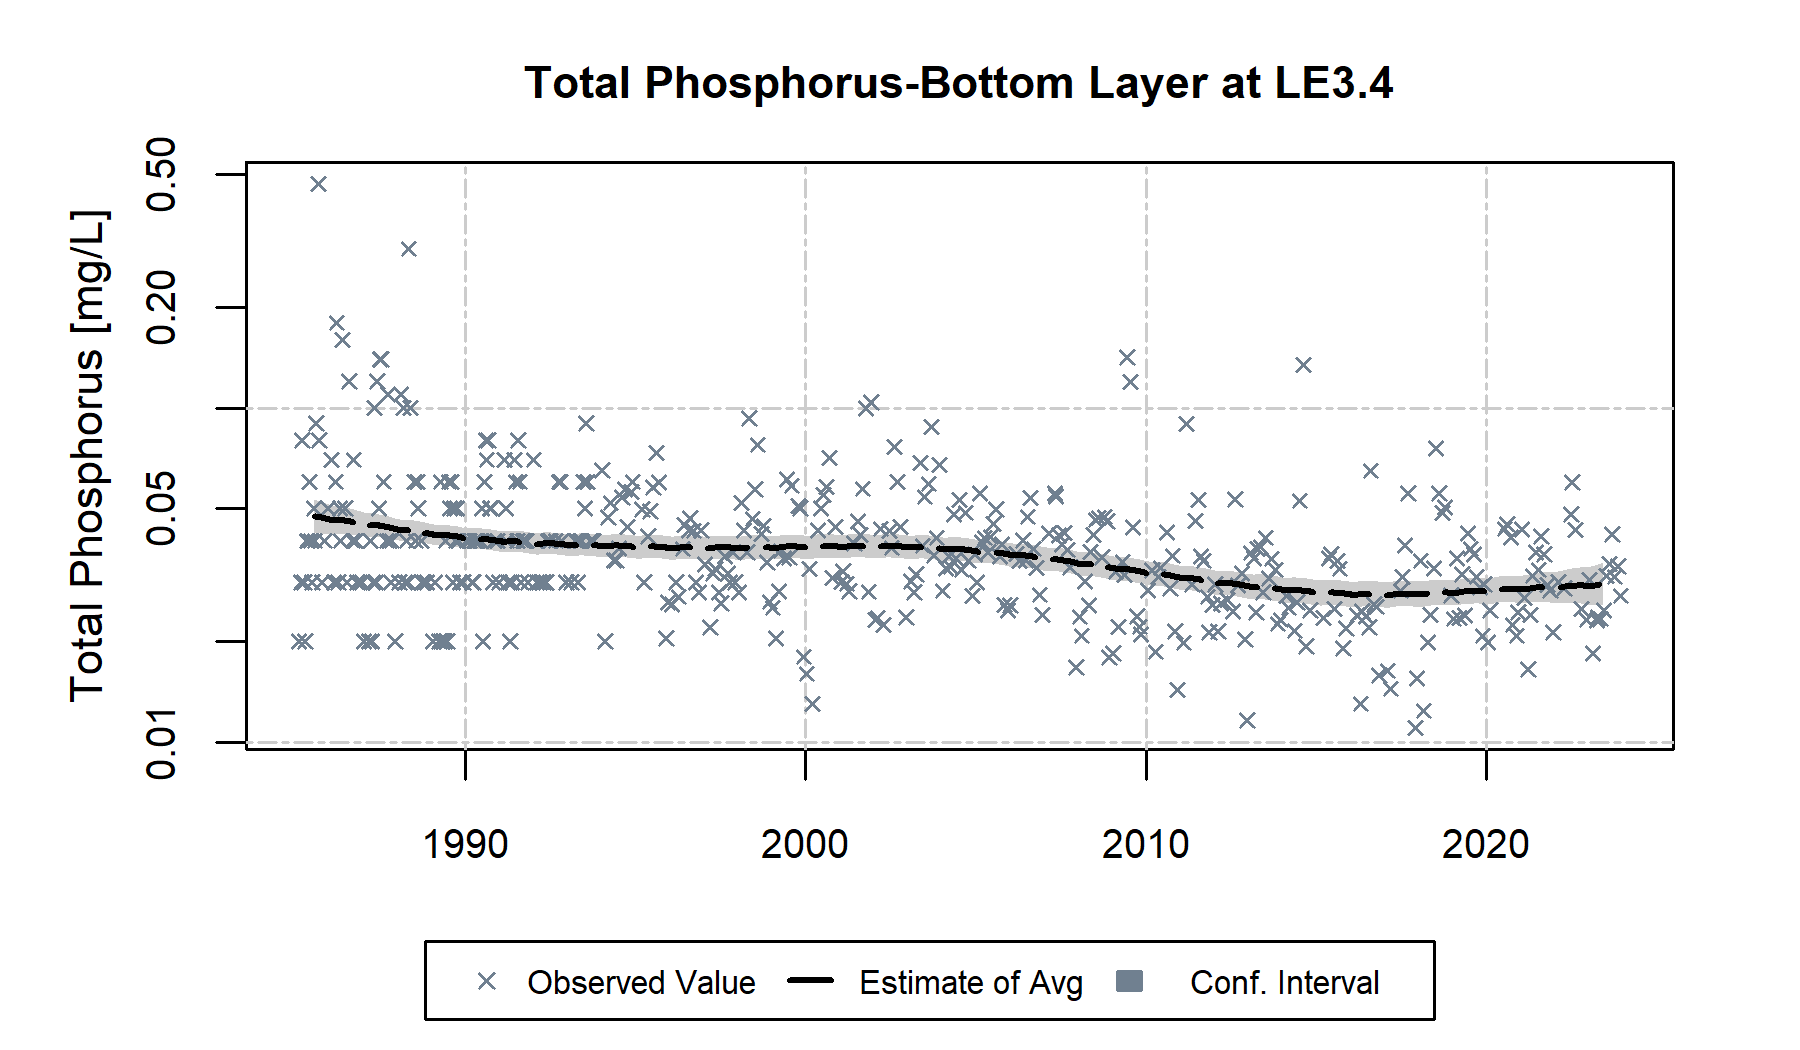 Total Phosphorus-Bottom Layer at LE3.4
Total Phosphorus [mg/L]
0.50
0.20
0.05
0.01
1990 2000 2010 2020
Observed Value Estimate of Avg Conf. Interval